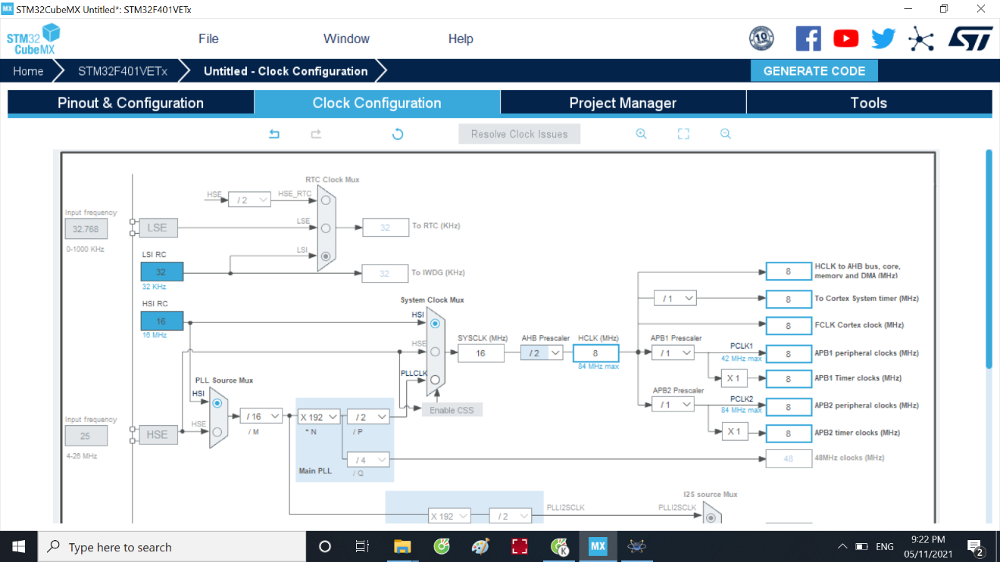 MX STM32CubeMX Untitled*: STM32F401VETx
STM32
CubeMX
File
Window
Help
10
Home
STM32F401VETx
Untitled - Clock Configuration
GENERATE CODE
Pinout & Configuration
Clock Configuration
Project Manager
Tools
Resolve Clock Issues
RTC Clock Mux
HSE
/ 2
HSE_RTC
Input frequency
32.768
0-1000 KHz
LSE
LSE
32
To RTC (KHz)
LSI RC
LSI
32
32 KHz
32
To IWDG (KHz)
HSI RC
16
16 MHz
System Clock Mux
HSI
HSE
PLLCLK
SYSCLK (MHz)
16
AHB Prescaler
/ 2
HCLK (MHz)
8
84 MHz max
8
HCLK to AHB bus, core,
memory and DMA (MHz)
/ 1
8
To Cortex System timer (MHz)
8
FCLK Cortex clock (MHz)
APB1 Prescaler
/ 1
PCLK1
42 MHz max
8
APB1 peripheral clocks (MHz)
X 1
8
APB1 Timer clocks (MHz)
APB2 Prescaler
/ 1
PCLK2
84 MHz max
8
APB2 peripheral clocks (MHz)
X 1
8
APB2 timer clocks (MHz)
48
48MHz clocks (MHz)
Enable CSS
PLL Source Mux
HSI
HSE
Input frequency
25
4-26 MHz
HSE
/ 16
/ M
X 192
* N
/ 2
/ P
/ 4
/ Q
Main PLL
X 192
/ 2
PLLI2SCLK
I2S source Mux
PLLI2SCLK
Type here to search
K
MX
ENG
9:22 PM
05/11/2021
2